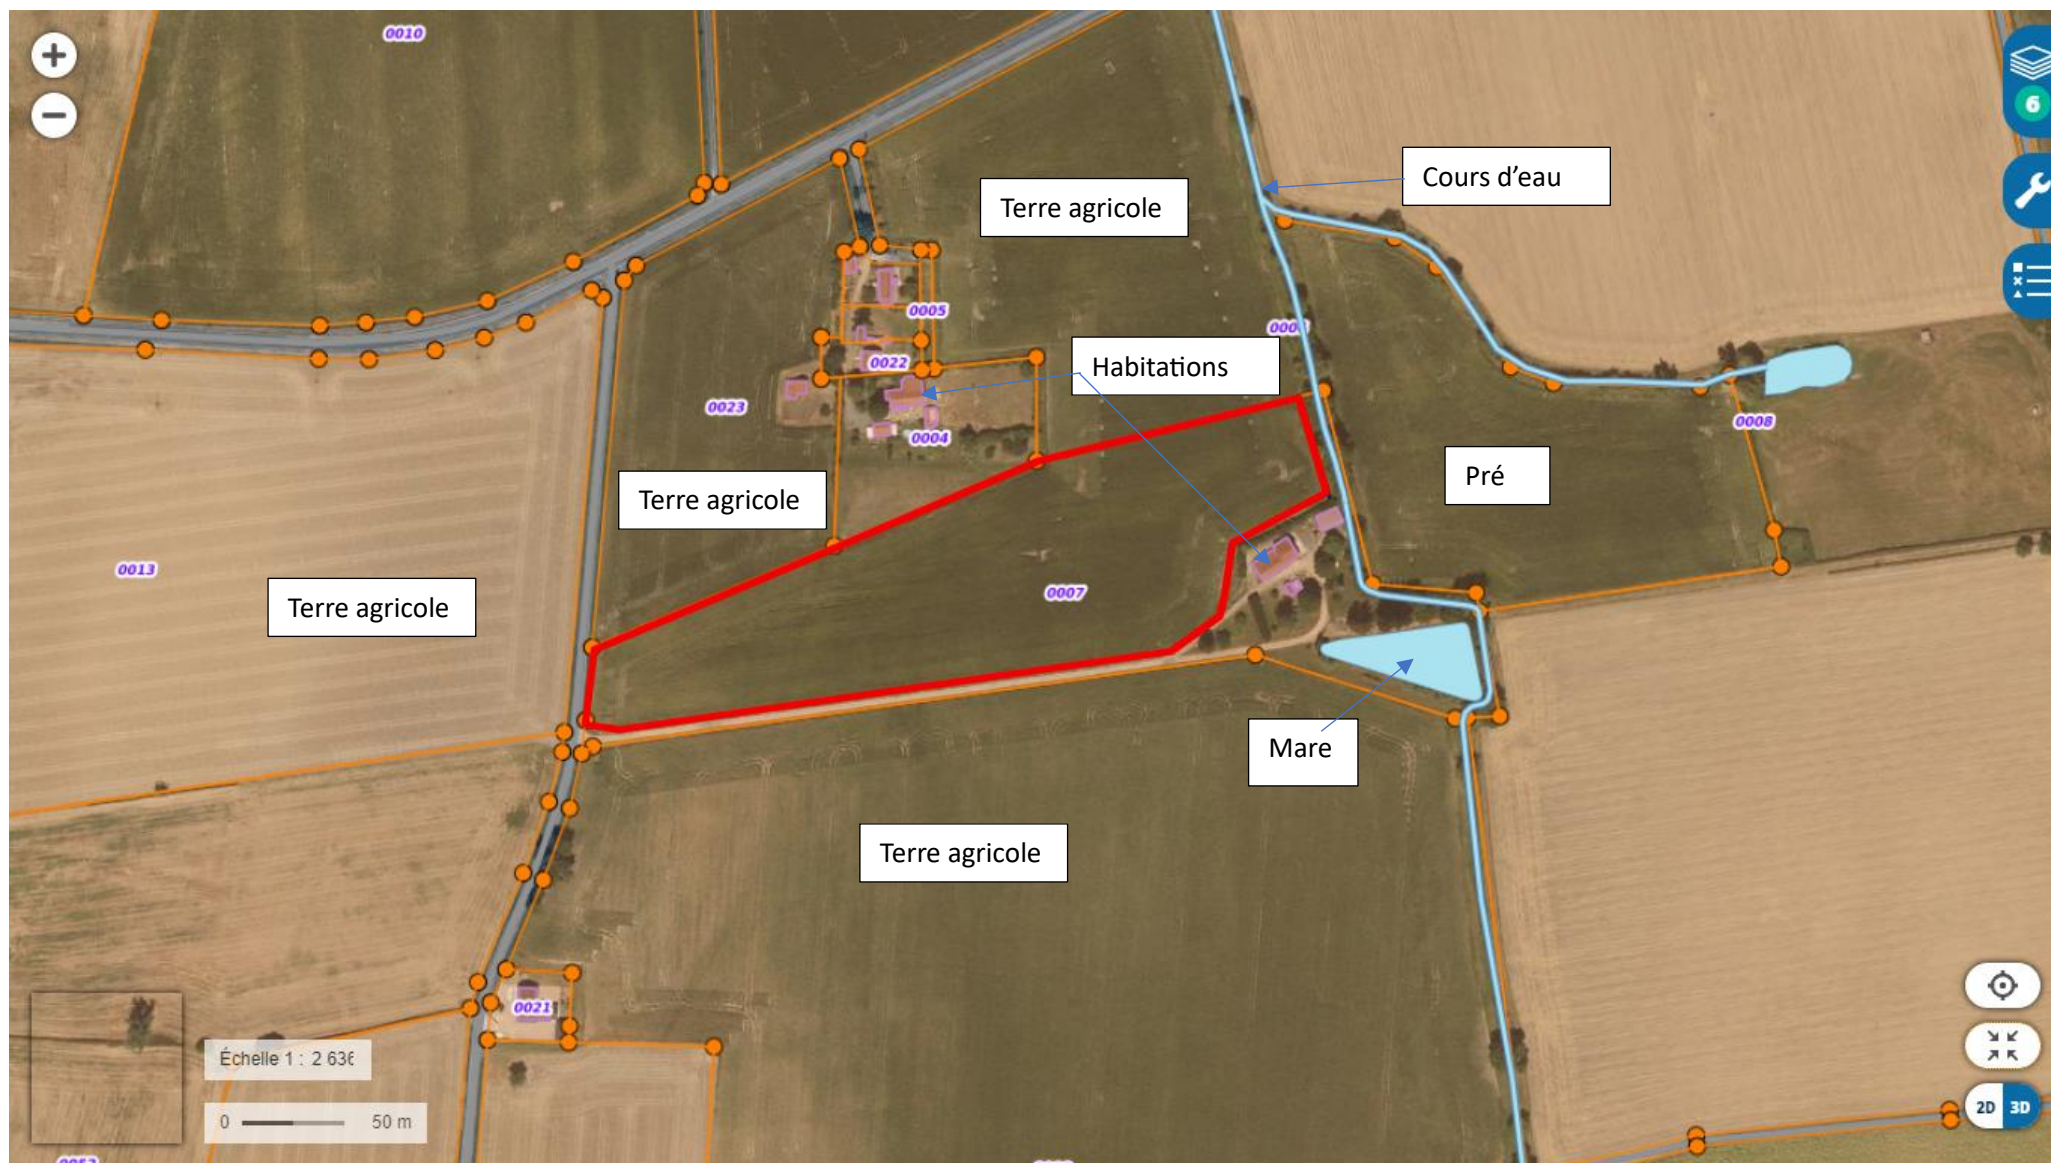 0010
6
Cours d’eau
Terre agricole
0005
Habitations
0022
0023
0008
0004
Pré
Terre agricole
0013
0007
Terre agricole
Mare
Terre agricole
0021
Échelle 1 : 2 636
0 50 m
2D 3D